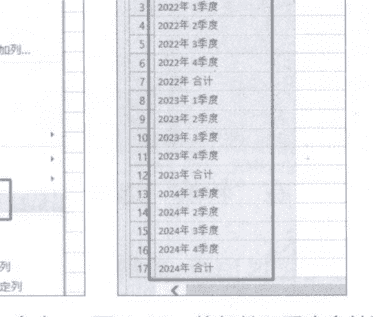 加列...
列
定列
3 2022年 1季度
4 2022年 2季度
5 2022年 3季度
6 2022年 4季度
7 2022年 合计
8 2023年 1季度
9 2023年 2季度
10 2023年 3季度
11 2023年 4季度
12 2023年 合计
13 2024年 1季度
14 2024年 2季度
15 2024年 3季度
16 2024年 4季度
17 2024年 合计